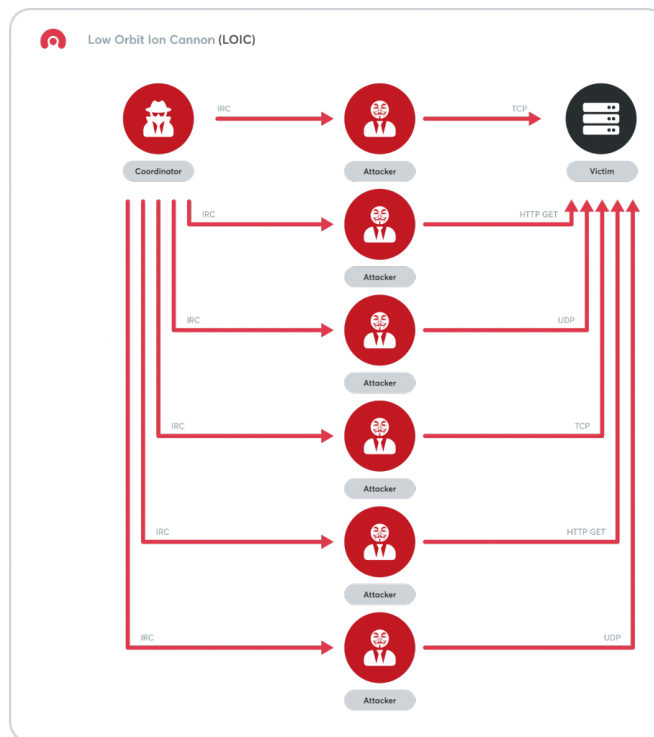 Low Orbit Ion Cannon (LOIC)
IRC
TCP
Coordinator
Attacker
Victim
IRC
HTTP GET
Attacker
IRC
UDP
Attacker
IRC
TCP
Attacker
IRC
HTTP GET
Attacker
IRC
UDP
Attacker